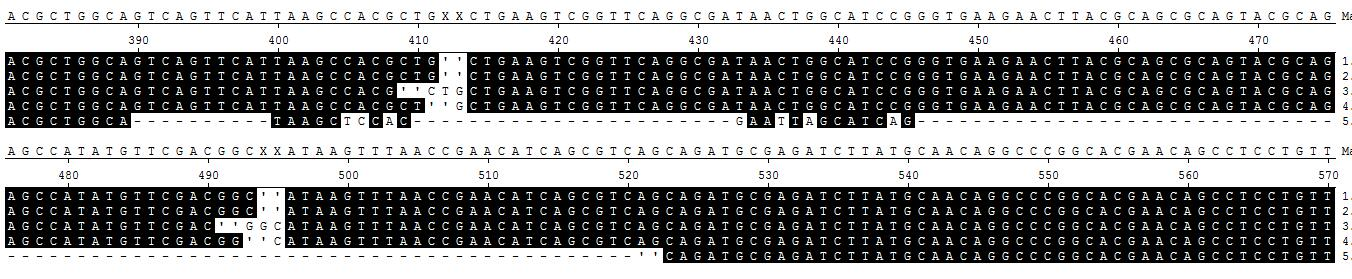 ACGCTGGCAGTCAGTTCATTAAGCCACGCTGXXCTGAAGTCGGTTCAGGCGATAACTGGCATCCGGGTGAAGAACTTACGCAGCGCAGTACGCAG Ma
390 400 410 420 430 440 450 460 470
ACGCTGGCAGTCAGTTCATTAAGCCACGCTG''CTGAAGTCGGTTCAGGCGATAACTGGCATCCGGGTGAAGAACTTACGCAGCGCAGTACGCAG 1.
ACGCTGGCAGTCAGTTCATTAAGCCACGCTG''CTGAAGTCGGTTCAGGCGATAACTGGCATCCGGGTGAAGAACTTACGCAGCGCAGTACGCAG 2.
ACGCTGGCAGTCAGTTCATTAAGCCACG''CTGCTGAAGTCGGTTCAGGCGATAACTGGCATCCGGGTGAAGAACTTACGCAGCGCAGTACGCAG 3.
ACGCTGGCAGTCAGTTCATTAAGCCACGCT''GCTGAAGTCGGTTCAGGCGATAACTGGCATCCGGGTGAAGAACTTACGCAGCGCAGTACGCAG 4.
ACGCTGGCA----------TAAGCTCCAC-----------------------GAATTAGCATCAG------------------------------ 5.
AGCCATATGTTCGACGGCXXATAAGTTTAACCGAACATCAGCGTCAGCAGATGCGAGATCTTATGCAACAGGCCCGGCACGAACAGCCTCCTGTT Ma
480 490 500 510 520 530 540 550 560 570
AGCCATATGTTCGACGGC''ATAAGTTTAACCGAACATCAGCGTCAGCAGATGCGAGATCTTATGCAACAGGCCCGGCACGAACAGCCTCCTGTT 1.
AGCCATATGTTCGACGGC''ATAAGTTTAACCGAACATCAGCGTCAGCAGATGCGAGATCTTATGCAACAGGCCCGGCACGAACAGCCTCCTGTT 2.
AGCCATATGTTCGAC''GGCATAAGTTTAACCGAACATCAGCGTCAGCAGATGCGAGATCTTATGCAACAGGCCCGGCACGAACAGCCTCCTGTT 3.
AGCCATATGTTCGACGG''CATAAGTTTAACCGAACATCAGCGTCAGCAGATGCGAGATCTTATGCAACAGGCCCGGCACGAACAGCCTCCTGTT 4.
---------------------------------------------''CAGATGCGAGATCTTATGCAACAGGCCCGGCACGAACAGCCTCCTGTT 5.